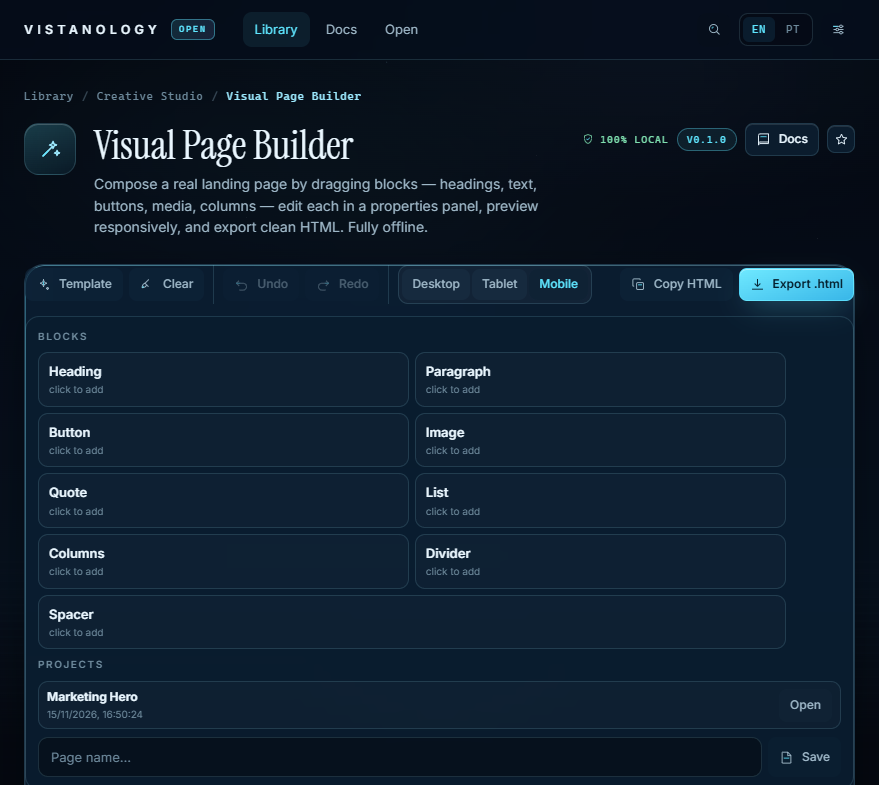 VISTANOLOGY OPEN Library Docs Open EN PT
Library / Creative Studio / Visual Page Builder
Visual Page Builder
100% LOCAL V0.1.0 Docs
Compose a real landing page by dragging blocks — headings, text,
buttons, media, columns — edit each in a properties panel, preview
responsively, and export clean HTML. Fully offline.
Template Clear Undo Redo Desktop Tablet Mobile Copy HTML Export .html
BLOCKS
Heading Paragraph
click to add click to add
Button Image
click to add click to add
Quote List
click to add click to add
Columns Divider
click to add click to add
Spacer
click to add
PROJECTS
Marketing Hero
15/11/2026, 16:50:24
Open
Page name... Save